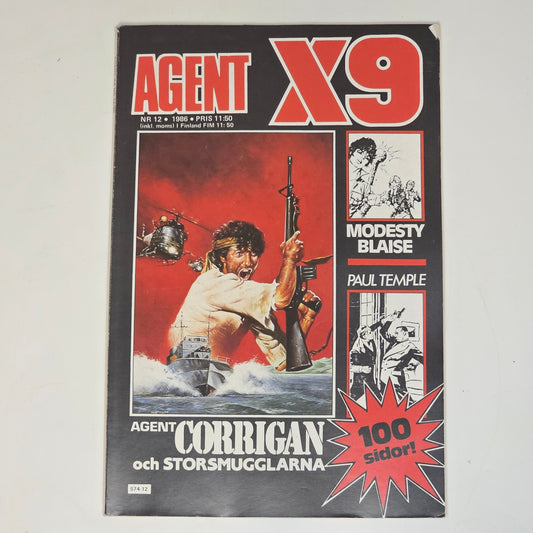 AGENT X9
NR 12 • 1986 • PRIS 11:50
(inkl. moms) I Finland FIM 11:50
MODESTY
BLAISE
PAUL TEMPLE
AGENT CORRIGAN
och STORSMUGGLARNA
100
sidor!
574-12